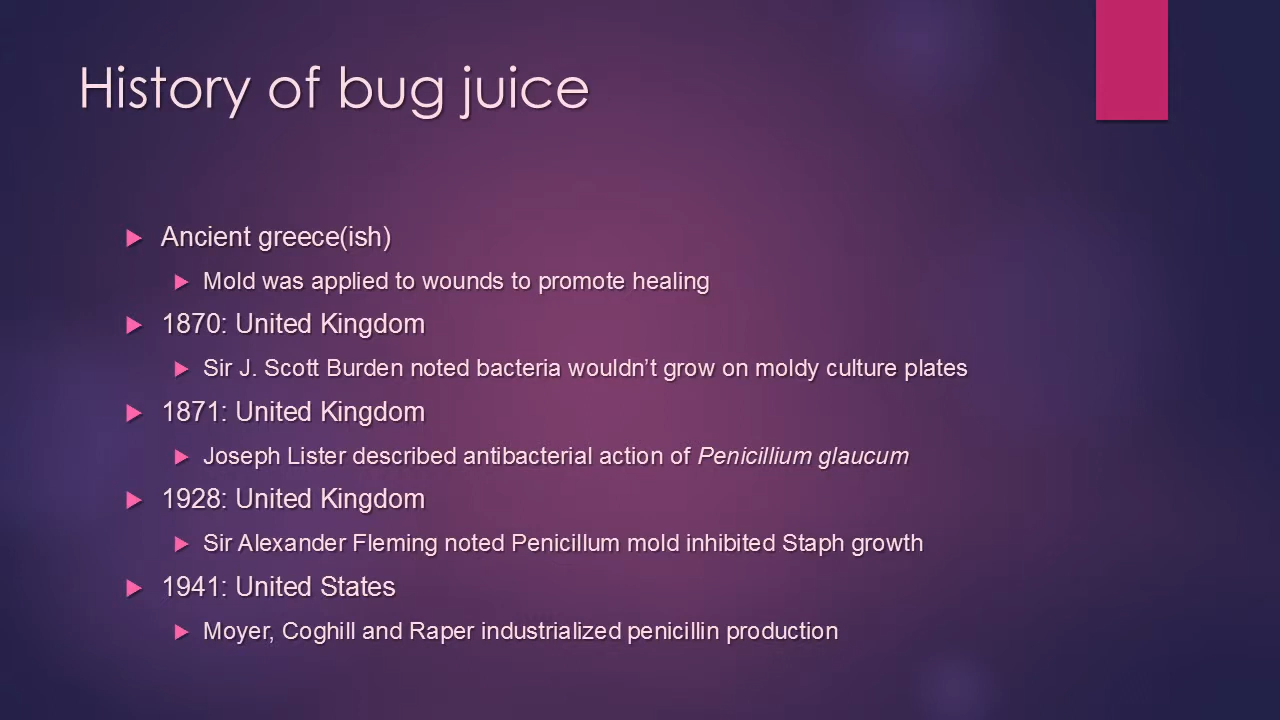 History of bug juice
Ancient greece(ish)
Mold was applied to wounds to promote healing
1870: United Kingdom
Sir J. Scott Burden noted bacteria wouldn’t grow on moldy culture plates
1871: United Kingdom
Joseph Lister described antibacterial action of Penicillium glaucum
1928: United Kingdom
Sir Alexander Fleming noted Penicillum mold inhibited Staph growth
1941: United States
Moyer, Coghill and Raper industrialized penicillin production